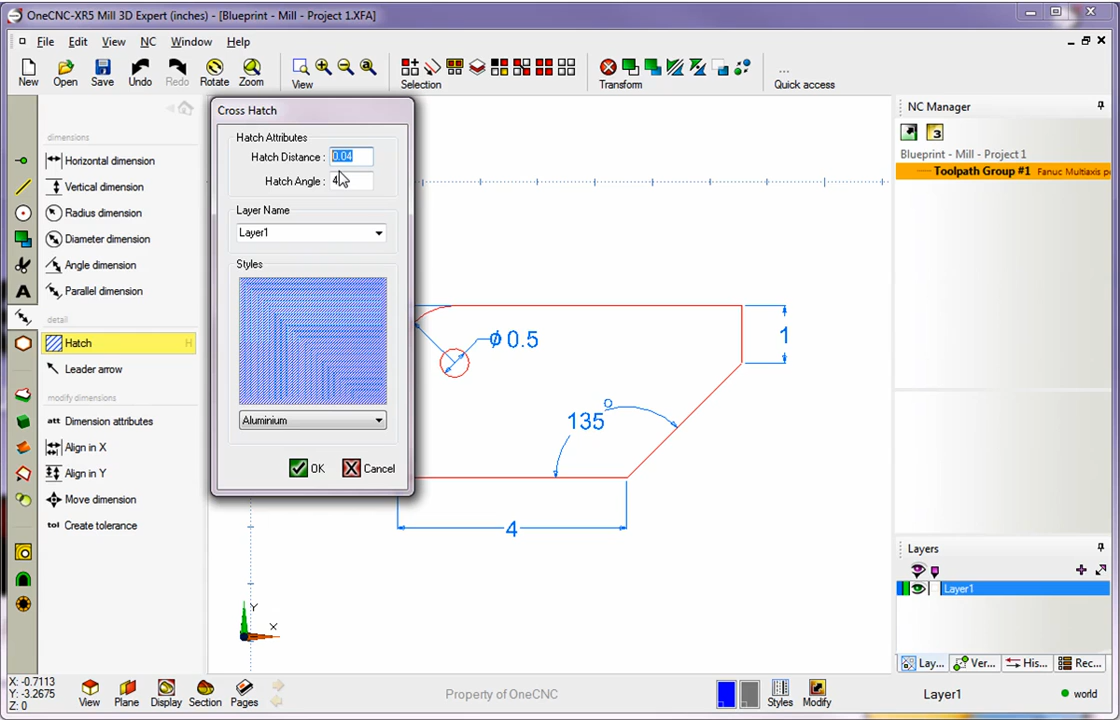 OneCNC-XR5 Mill 3D Expert (inches) - [Blueprint - Mill - Project 1.XFA]
File Edit View NC Window Help
New Open Save Undo Redo Rotate Zoom View Selection Transform ... Quick access
Cross Hatch
Hatch Attributes
Hatch Distance : 0.04
Hatch Angle : 4
Layer Name
Layer1
Styles
Aluminium
OK Cancel
dimensions
Horizontal dimension
Vertical dimension
Radius dimension
Diameter dimension
Angle dimension
A Parallel dimension
detail
Hatch H
Leader arrow
modify dimensions
att Dimension attributes
Align in X
Align in Y
Move dimension
tol Create tolerance
ø 0.5
1
135°
4
Y
X
NC Manager
3
Blueprint - Mill - Project 1
Toolpath Group #1 Fanuc Multiaxis p
Layers
Layer1
Lay... Ver... His... Rec...
X: -0.7113
Y: -3.2675
Z: 0
View Plane Display Section Pages
Property of OneCNC
Styles Modify
Layer1
world